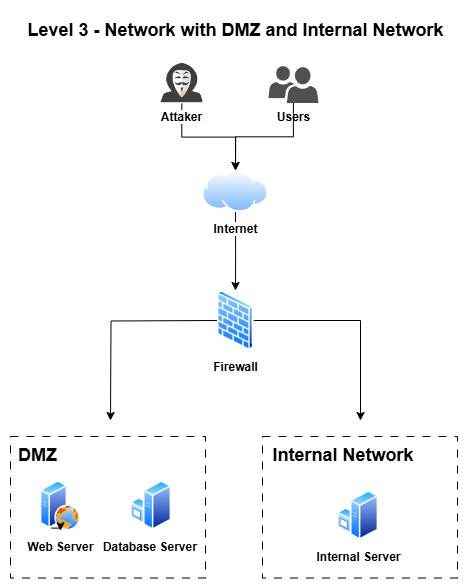 Level 3 - Network with DMZ and Internal Network
Attaker
Users
Internet
Firewall
DMZ
Web Server
Database Server
Internal Network
Internal Server